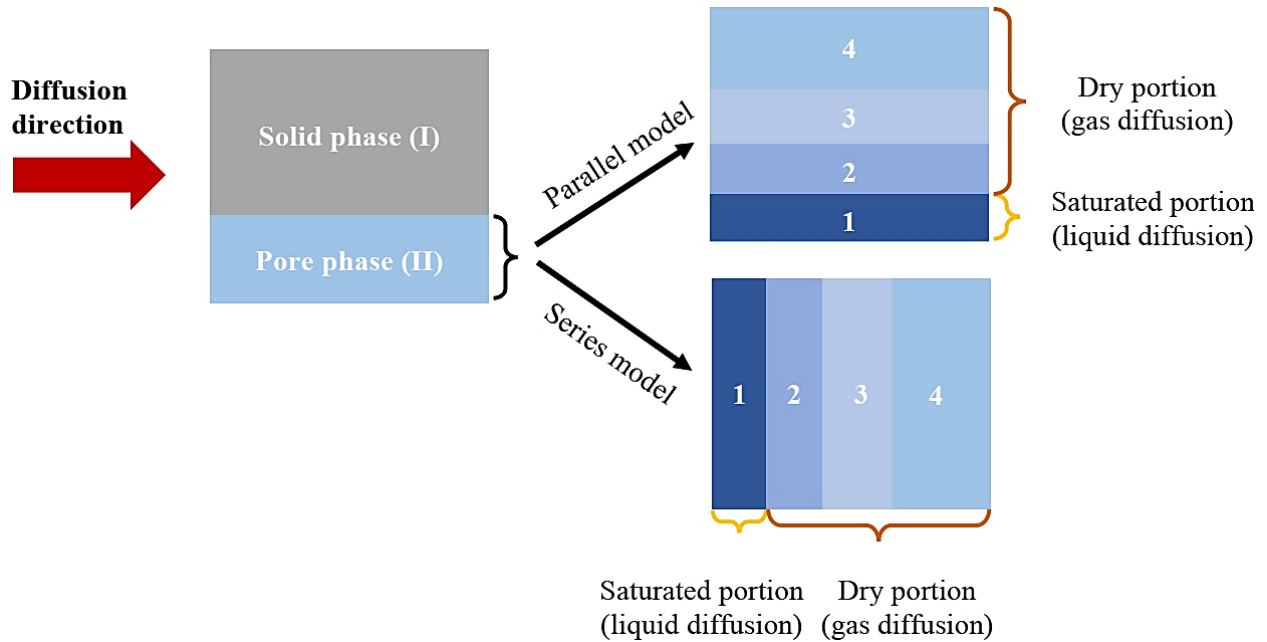 Diffusion
direction
Solid phase (I)
Pore phase (II)
Parallel model
Series model
4
3
2
1
Dry portion
(gas diffusion)
Saturated portion
(liquid diffusion)
1
2
3
4
Saturated portion
(liquid diffusion)
Dry portion
(gas diffusion)